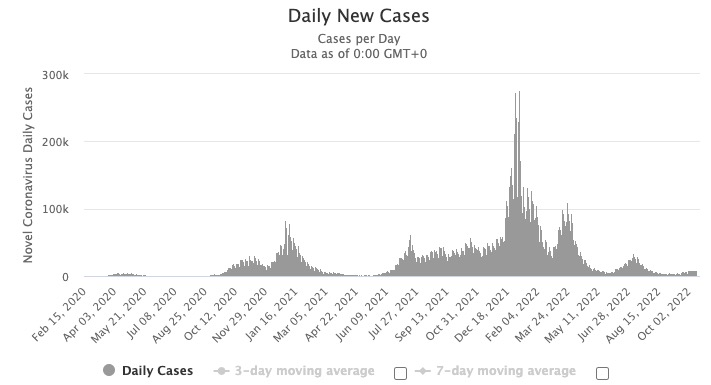 Daily New Cases
Cases per Day
Data as of 0:00 GMT+0
Novel Coronavirus Daily Cases
300k
200k
100k
0
Feb 15, 2020
Apr 03, 2020
May 21, 2020
Jul 08, 2020
Aug 25, 2020
Oct 12, 2020
Nov 29, 2020
Jan 16, 2021
Mar 05, 2021
Apr 22, 2021
Jun 09, 2021
Jul 27, 2021
Sep 13, 2021
Oct 31, 2021
Dec 18, 2021
Feb 04, 2022
Mar 24, 2022
May 11, 2022
Jun 28, 2022
Aug 15, 2022
Oct 02, 2022
Daily Cases 3-day moving average 7-day moving average